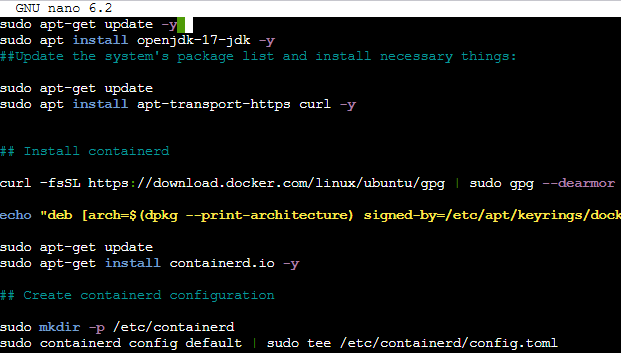 GNU nano 6.2
sudo apt-get update -y
sudo apt install openjdk-17-jdk -y
##Update the system's package list and install necessary things:
sudo apt-get update
sudo apt install apt-transport-https curl -y
## Install containerd
curl -fsSL https://download.docker.com/linux/ubuntu/gpg | sudo gpg --dearmor
echo "deb [arch=$(dpkg --print-architecture) signed-by=/etc/apt/keyrings/dock
sudo apt-get update
sudo apt-get install containerd.io -y
## Create containerd configuration
sudo mkdir -p /etc/containerd
sudo containerd config default | sudo tee /etc/containerd/config.toml